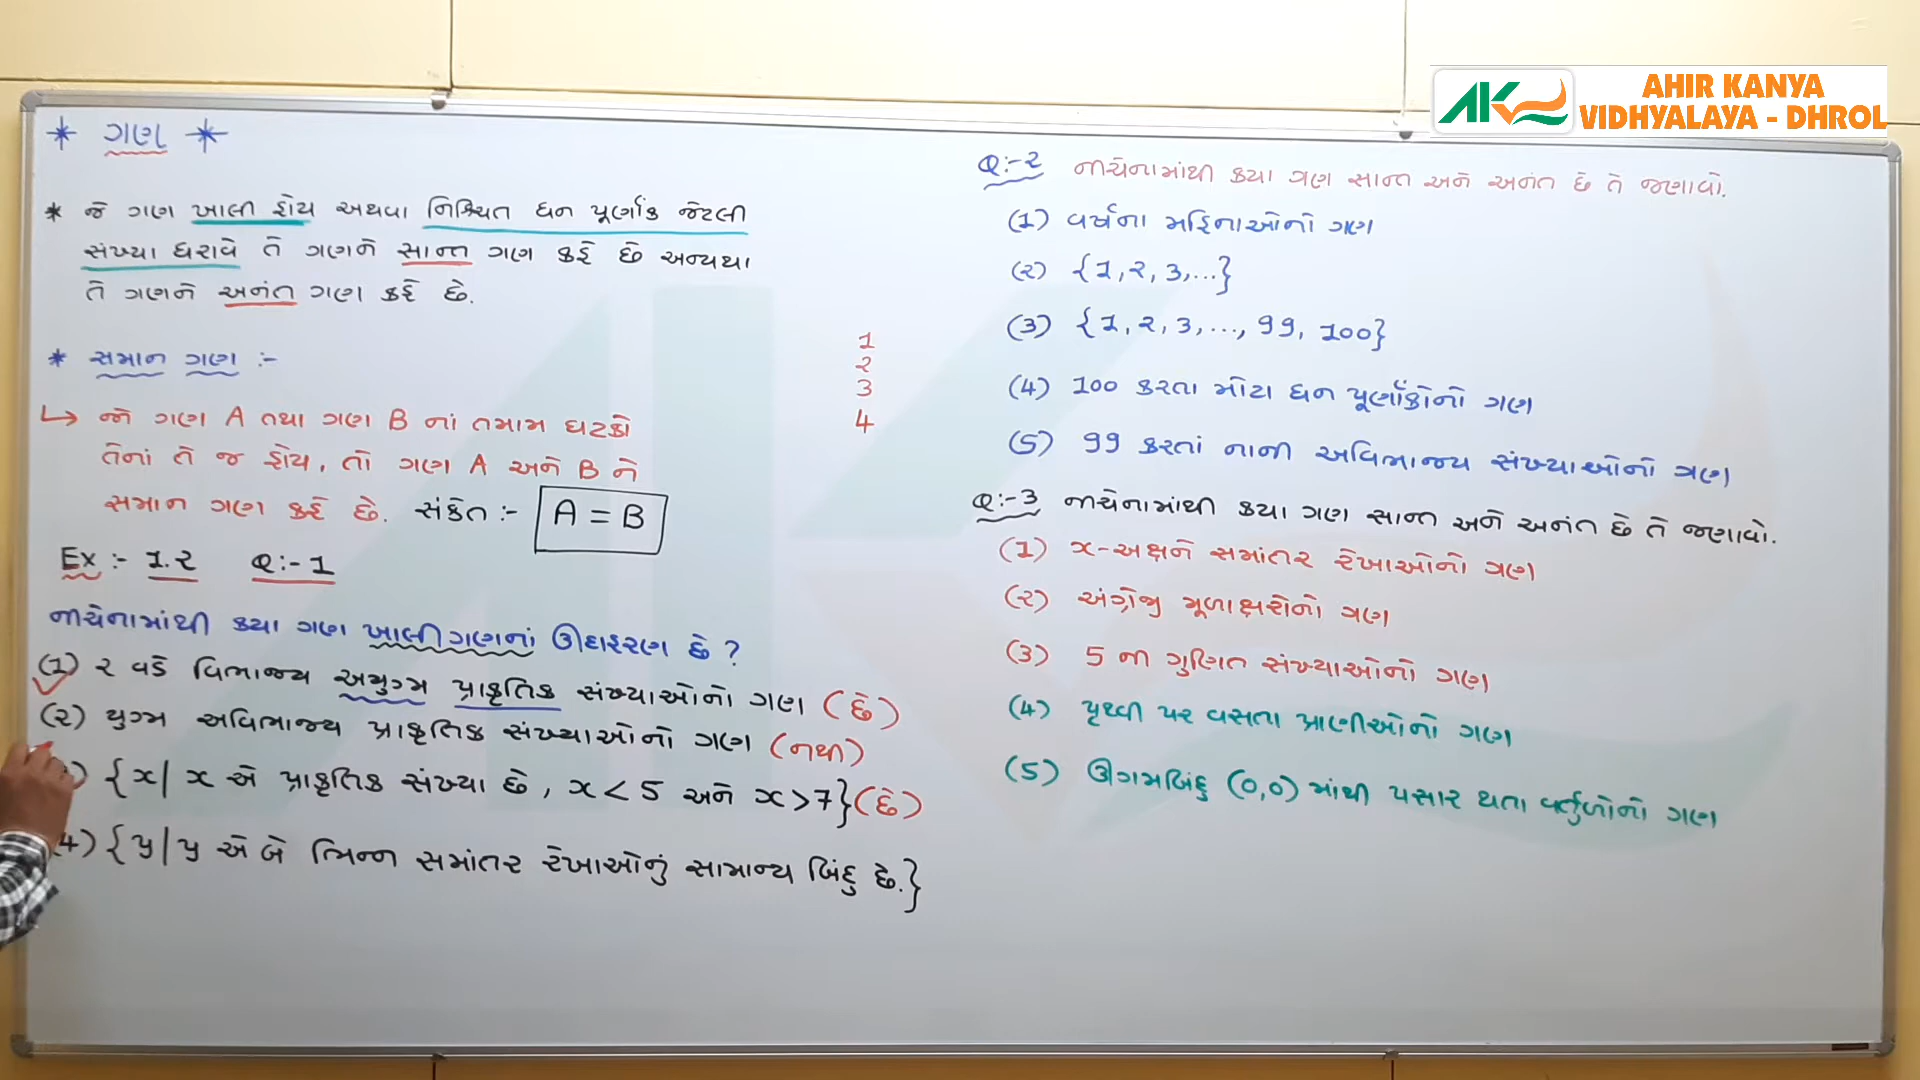 * ગણ *
* જે ગણ ખાલી હોય અથવા નિશ્ચિત ધન પૂર્ણાંક જેટલી
સંખ્યા ધરાવે તે ગણને સાન્ત ગણ કહે છે અન્યથા
તે ગણને અનંત ગણ કહે છે.
* સમાન ગણ :-
↳ જો ગણ A તથા ગણ B નાં તમામ ઘટકો
તેનાં તે જ હોય, તો ગણ A અને B ને
સમાન ગણ કહે છે. સંકેત :- A = B
Ex :- 1.૨ Q:- 1
નીચેનામાંથી કયા ગણ ખાલીગણનાં ઊદાહરણ છે ?
(1) ૨ વડે વિભાજ્ય અયુગ્મ પ્રાકૃતિક સંખ્યાઓનો ગણ (છે)
(૨) યુગ્મ અવિભાજ્ય પ્રાકૃતિક સંખ્યાઓનો ગણ (નથી)
) {x| x એ પ્રાકૃતિક સંખ્યા છે, x < 5 અને x > 7} (છે)
4) {y|y એ બે ભિન્ન સમાંતર રેખાઓનું સામાન્ય બિંદુ છે.}
1
૨
3
4
AK
AHIR KANYA
VIDHYALAYA - DHROL
Q:-૨ નીચેનામાંથી કયા ગણ સાન્ત અને અનંત છે તે જણાવો.
(1) વર્ષના મહિનાઓનો ગણ
(૨) {1, ૨, 3, ...}
(3) {1, ૨, 3, ..., 99, 100}
(4) 100 કરતા મોટા ધન પૂર્ણાંકોનો ગણ
(5) 99 કરતાં નાની અવિભાજ્ય સંખ્યાઓનો ગણ
Q:-3 નીચેનામાંથી કયા ગણ સાન્ત અને અનંત છે તે જણાવો.
(1) x-અક્ષને સમાંતર રેખાઓનો ગણ
(૨) અંગ્રેજી મૂળાક્ષરોનો ગણ
(3) 5 ની ગુણિત સંખ્યાઓનો ગણ
(4) પૃથ્વી પર વસતા પ્રાણીઓનો ગણ
(5) ઊગમબિંદુ (0,0) માંથી પસાર થતા વર્તુળોનો ગણ